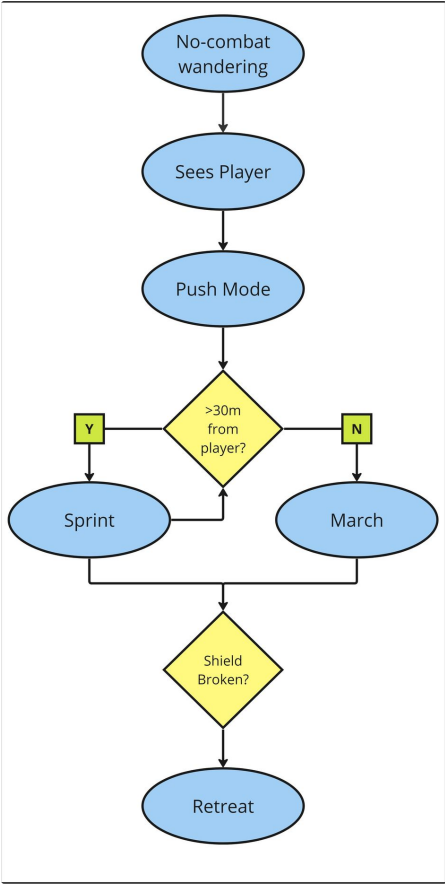 No-combat
wandering
Sees Player
Push Mode
>30m
from
player?
Y
N
Sprint
March
Shield
Broken?
Retreat